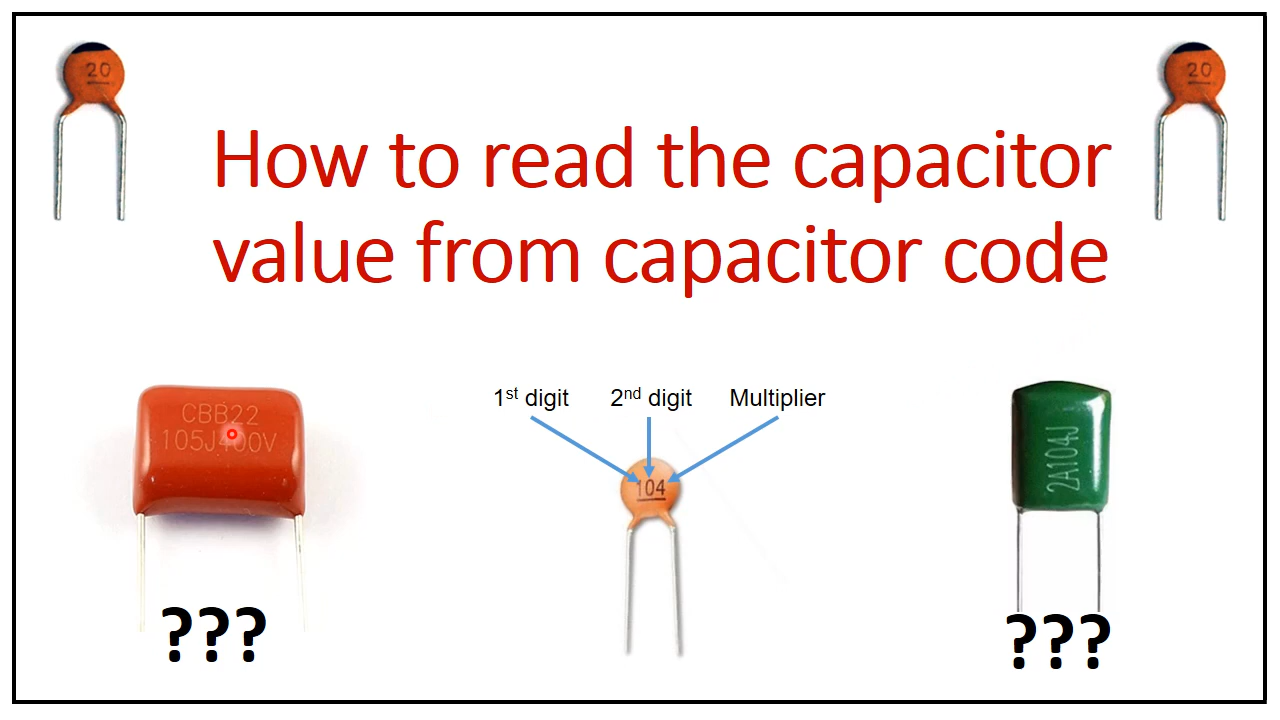 20
20
How to read the capacitor
value from capacitor code
1st digit
2nd digit
Multiplier
CBB22
105J400V
104
2A104J
???
???